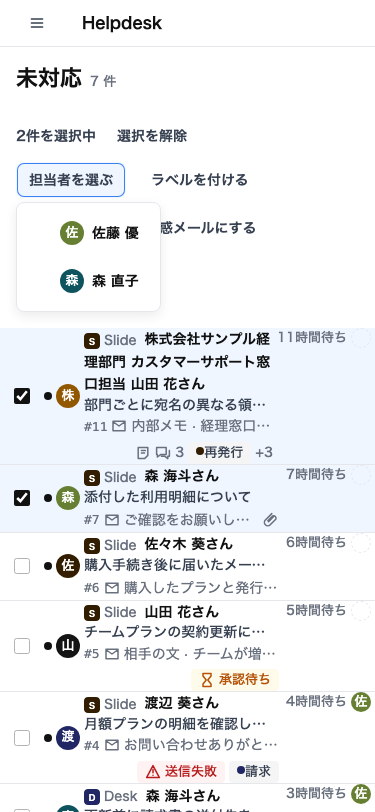 Helpdesk
未対応 7 件
2件を選択中 選択を解除
担当者を選ぶ ラベルを付ける
佐 佐藤 優
惑メールにする
森 森 直子
S Slide 株式会社サンプル経 11時間待ち
理部門 カスタマーサポート窓
口担当 山田 花さん
株 部門ごとに宛名の異なる領…
#11 内部メモ · 経理窓口…
3 再発行 +3
S Slide 森 海斗さん 7時間待ち
森 添付した利用明細について
#7 ご確認をお願いし…
S Slide 佐々木 葵さん 6時間待ち
佐 購入手続き後に届いたメー…
#6 購入したプランと発行…
S Slide 山田 花さん 5時間待ち
山 チームプランの契約更新に…
#5 相手の文 · チームが増…
承認待ち
S Slide 渡辺 葵さん 4時間待ち 佐
渡 月額プランの明細を確認し…
#4 お問い合わせありがと…
送信失敗 請求
D Desk 森 海斗さん 3時間待ち 佐